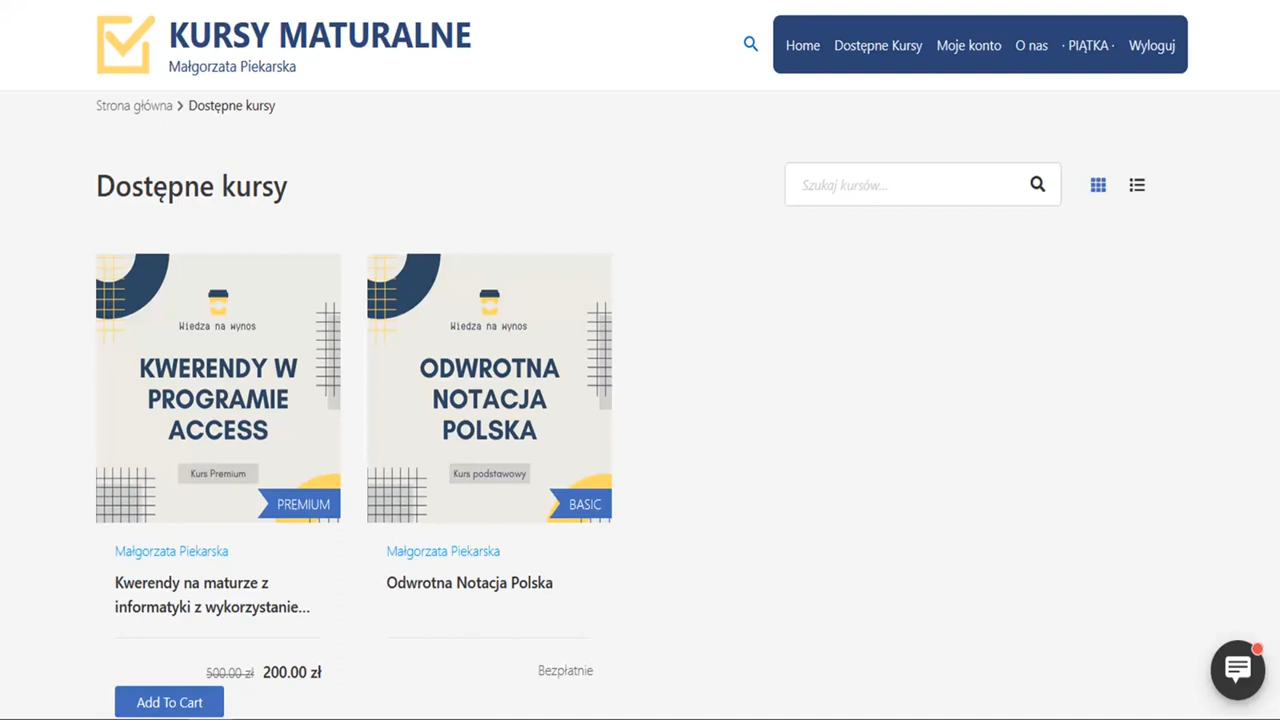 KURSY MATURALNE
Małgorzata Piekarska
Home Dostępne Kursy Moje konto O nas · PIĄTKA · Wyloguj
Strona główna Dostępne kursy
Dostępne kursy
Szukaj kursów...
Wiedza na wynos
KWERENDY W
PROGRAMIE
ACCESS
Kurs Premium
PREMIUM
Małgorzata Piekarska
Kwerendy na maturze z
informatyki z wykorzystanie...
500.00 zł 200.00 zł
Add To Cart
Wiedza na wynos
ODWROTNA
NOTACJA
POLSKA
Kurs podstawowy
BASIC
Małgorzata Piekarska
Odwrotna Notacja Polska
Bezpłatnie